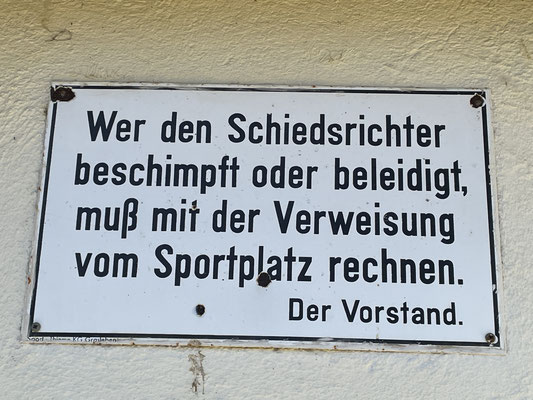 Wer den Schiedsrichter
beschimpft oder beleidigt,
muß mit der Verweisung
vom Sportplatz rechnen.
Der Vorstand.